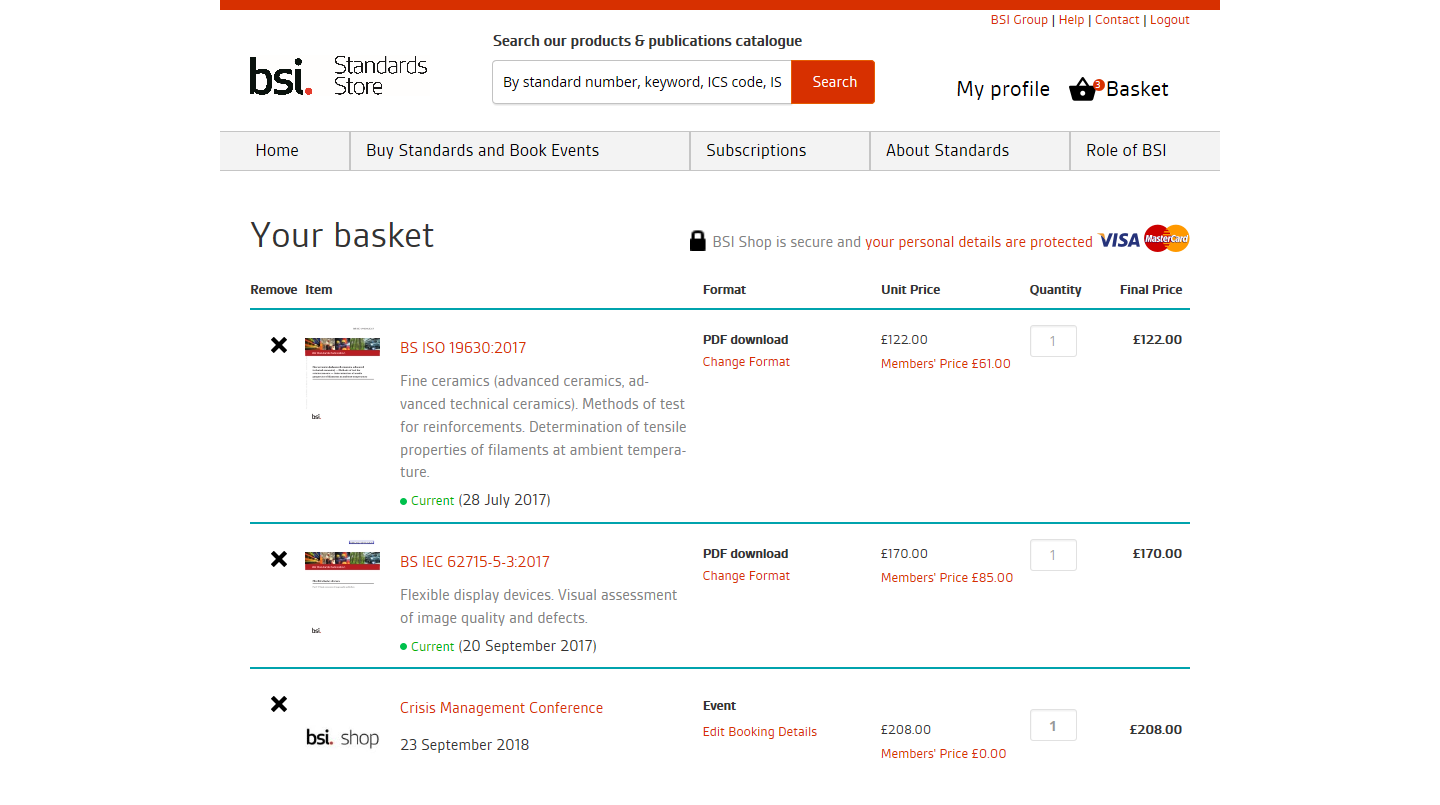 BSI Group | Help | Contact | Logout
Search our products & publications catalogue
bsi. Standards Store
By standard number, keyword, ICS code, IS
Search
My profile
3
Basket
Home
Buy Standards and Book Events
Subscriptions
About Standards
Role of BSI
Your basket
BSI Shop is secure and your personal details are protected
VISA
MasterCard
Remove Item Format Unit Price Quantity Final Price
BS ISO 19630:2017
Fine ceramics (advanced ceramics, ad-
vanced technical ceramics). Methods of test
for reinforcements. Determination of tensile
properties of filaments at ambient tempera-
ture.
Current (28 July 2017)
bsi.
PDF download
Change Format
£122.00
Members' Price £61.00
1
£122.00
BS IEC 62715-5-3:2017
Flexible display devices. Visual assessment
of image quality and defects.
Current (20 September 2017)
bsi.
PDF download
Change Format
£170.00
Members' Price £85.00
1
£170.00
bsi. shop
Crisis Management Conference
23 September 2018
Event
Edit Booking Details
£208.00
Members' Price £0.00
1
£208.00